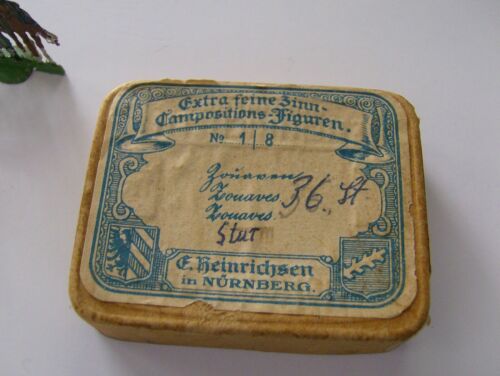 Extra feine Zinn-
Compositions-Figuren.
No 1/8
Zouaven
Zouaves 36. St
Zouaves.
Stur
E. Heinrichsen
in NÜRNBERG.